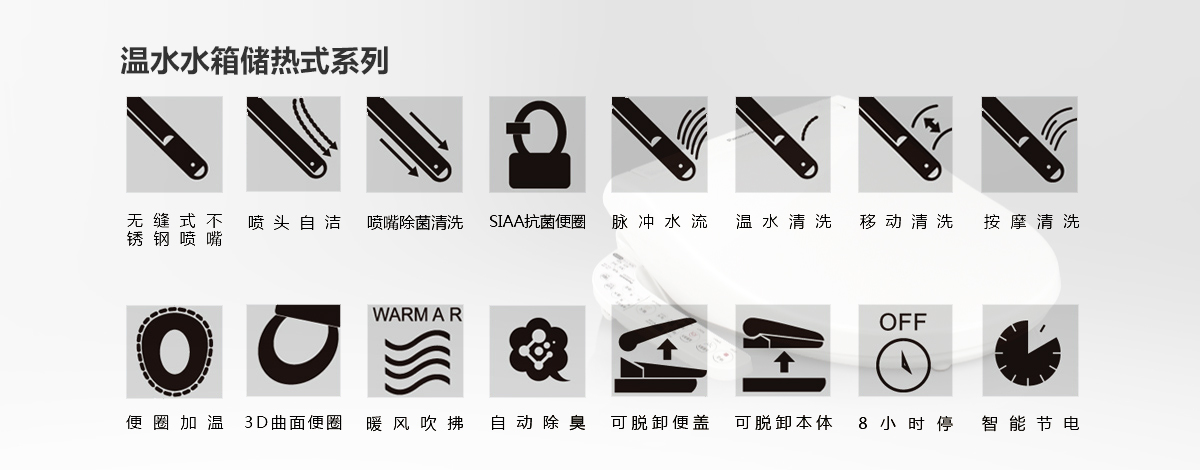 温水水箱储热式系列
无缝式不
锈钢喷嘴
喷头自洁
喷嘴除菌清洗
SIAA抗菌便圈
脉冲水流
温水清洗
移动清洗
按摩清洗
WARM A R
OFF
便圈加温
3D曲面便圈
暖风吹拂
自动除臭
可脱卸便盖
可脱卸本体
8小时停
智能节电